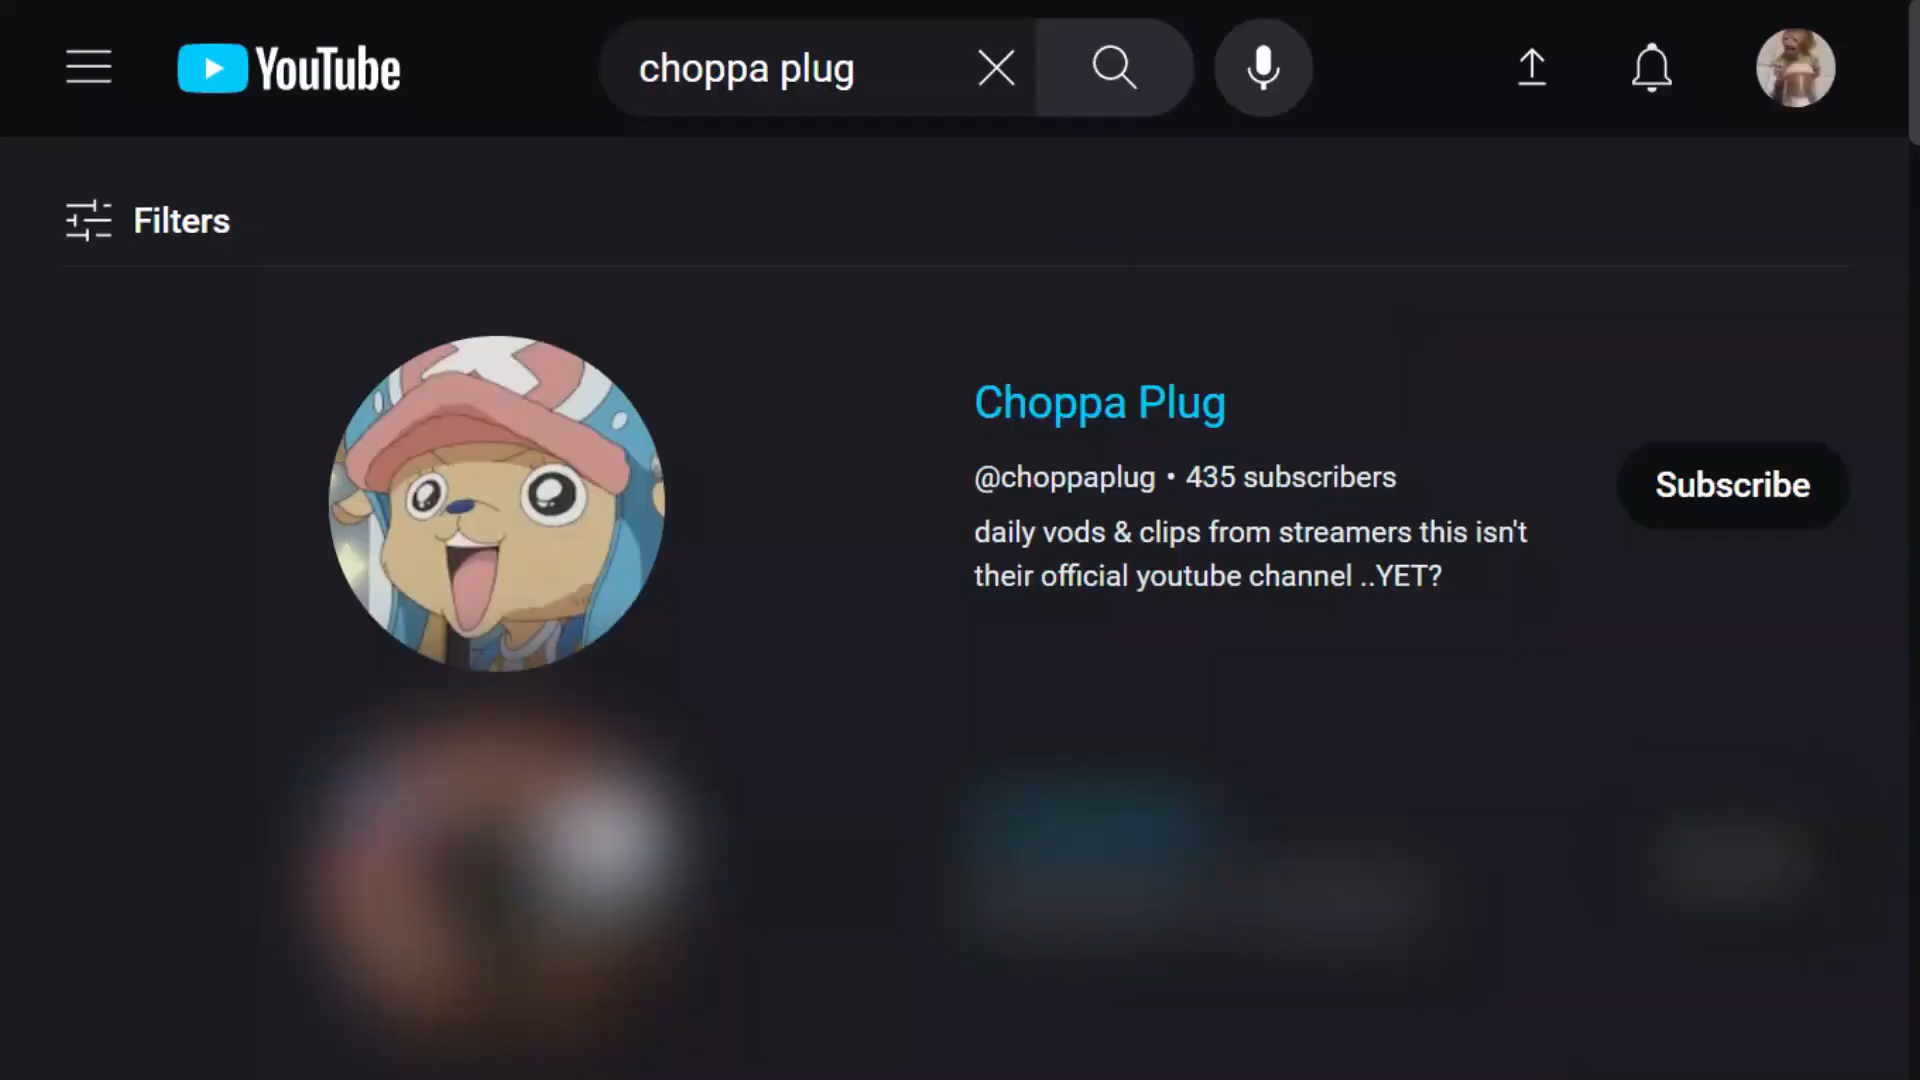 YouTube
choppa plug
Filters
Choppa Plug
@choppaplug • 435 subscribers
Subscribe
daily vods & clips from streamers this isn't
their official youtube channel ..YET?